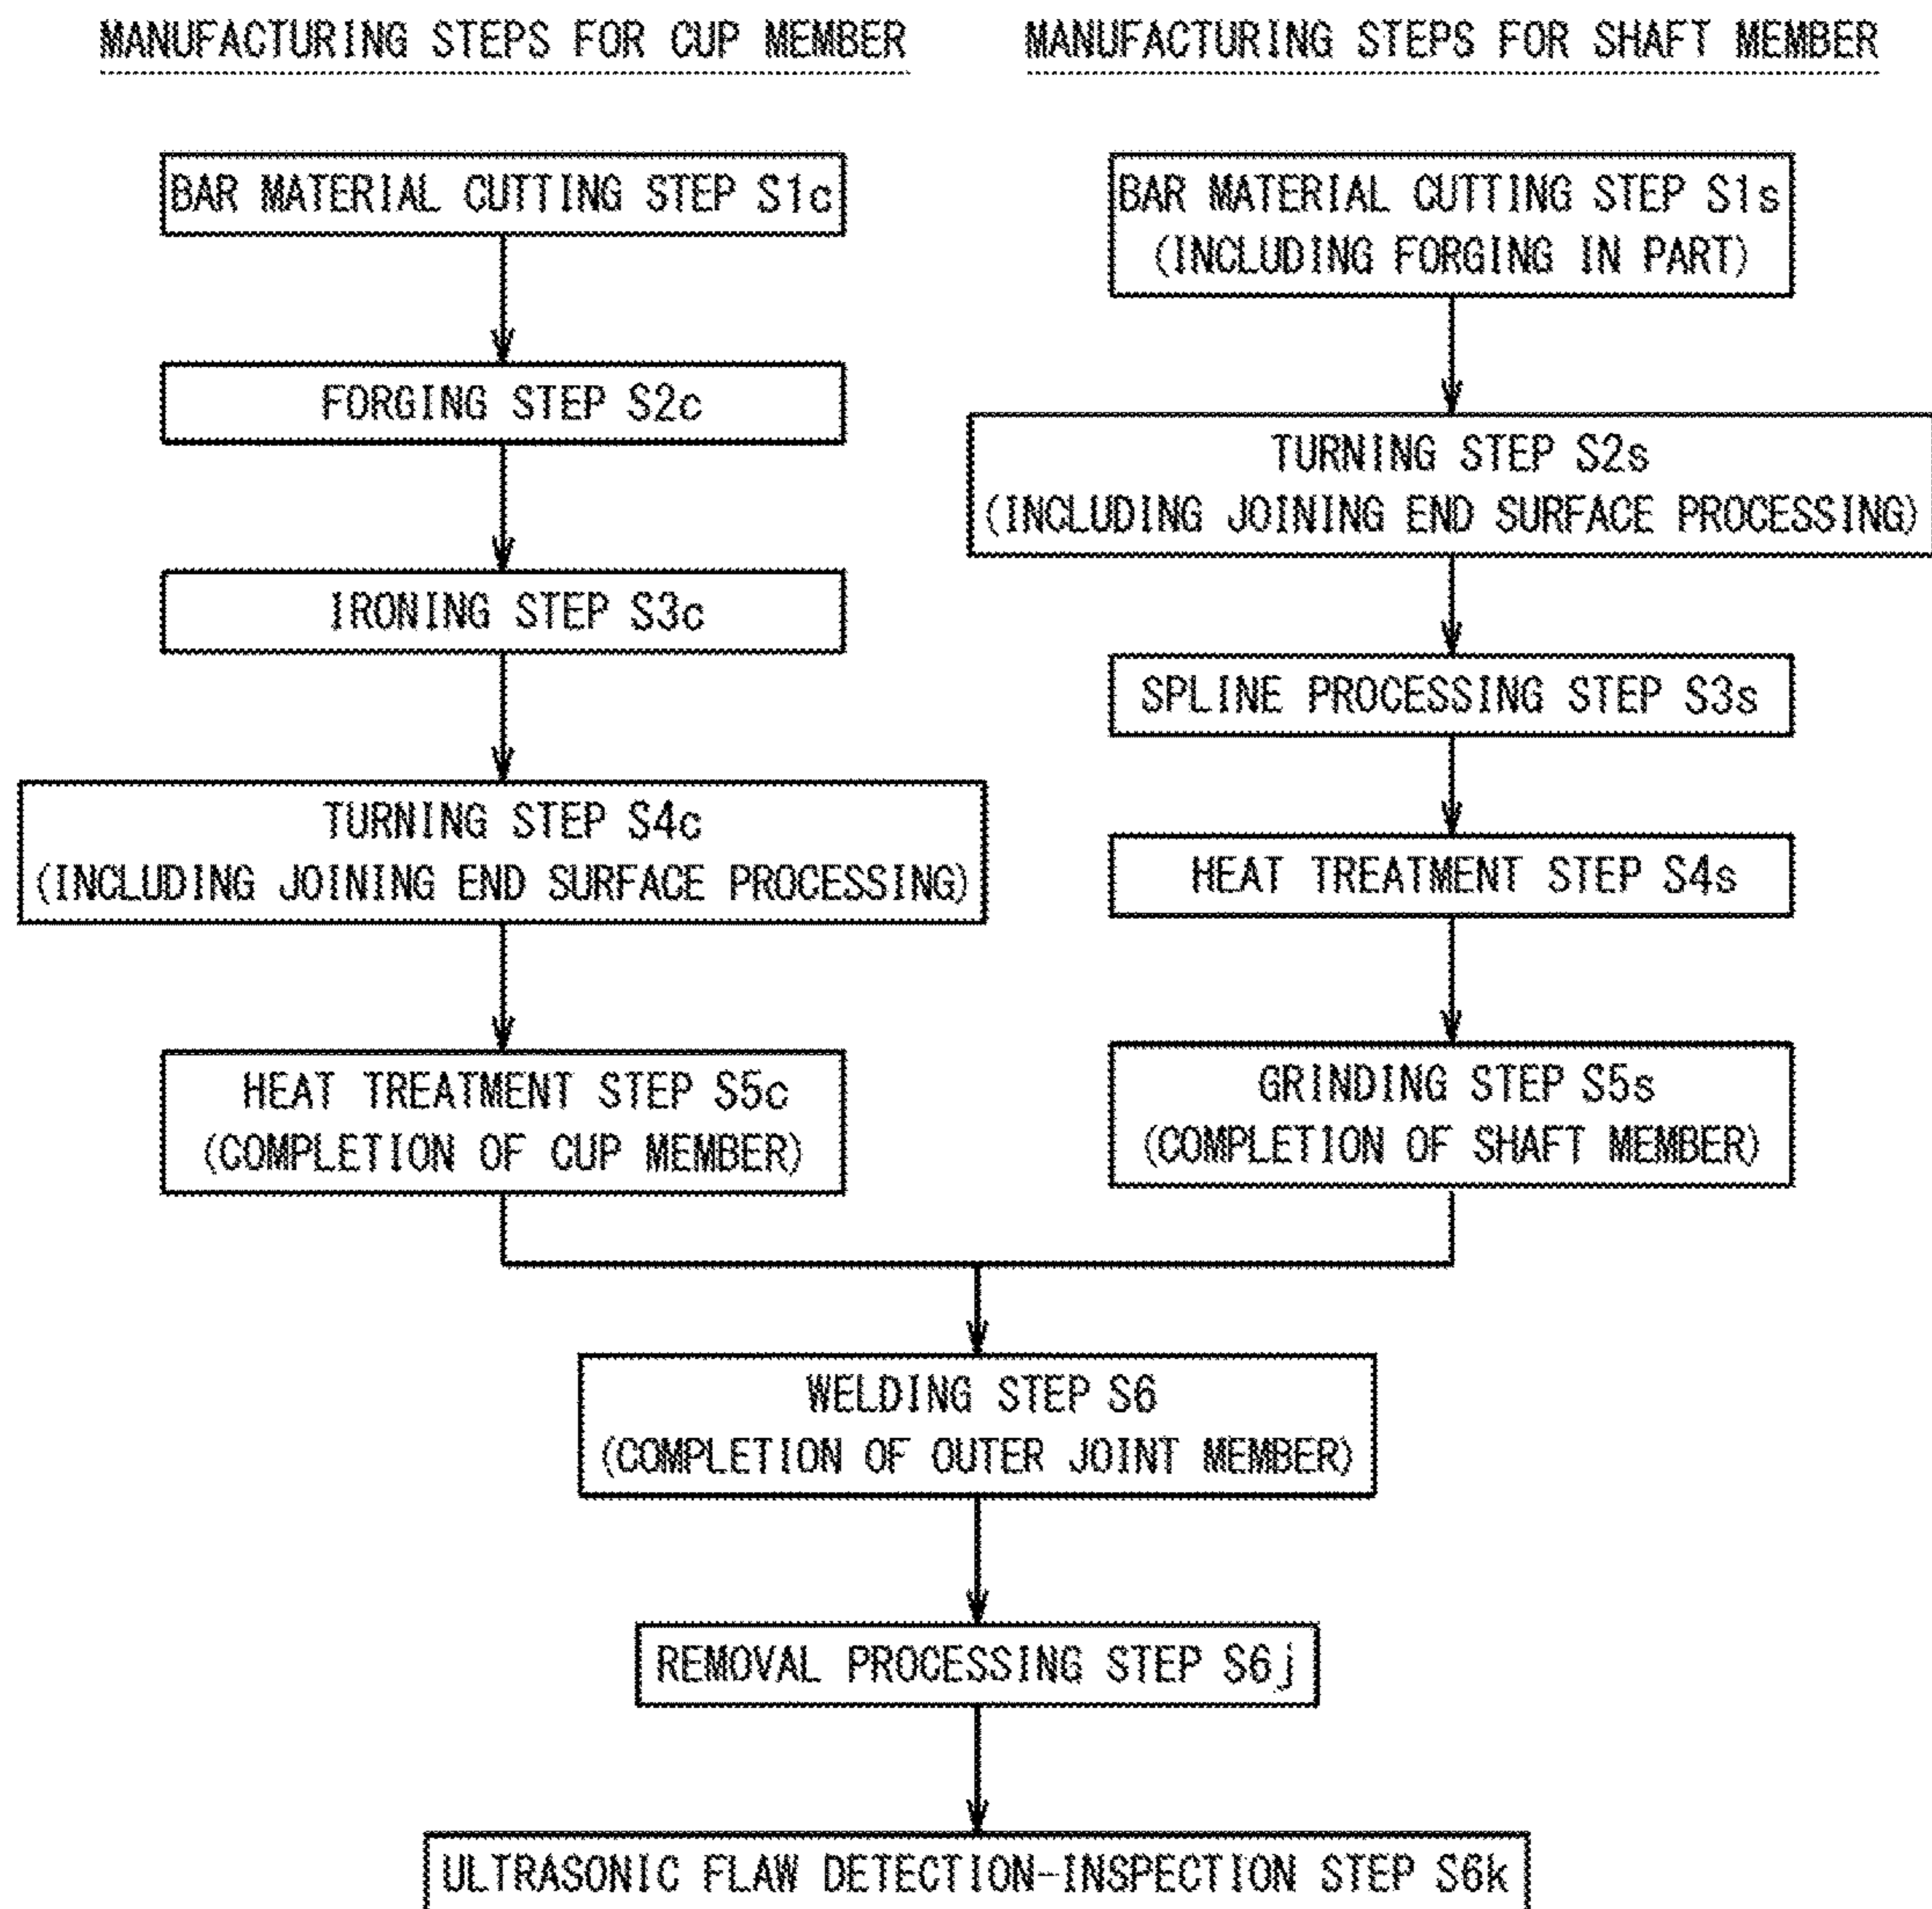 MANUFACTURING STEPS FOR CUP MEMBER
BAR MATERIAL CUTTING STEP S1c
FORGING STEP S2c
IRONING STEP S3c
TURNING STEP S4c
(INCLUDING JOINING END SURFACE PROCESSING)
HEAT TREATMENT STEP S5c
(COMPLETION OF CUP MEMBER)
MANUFACTURING STEPS FOR SHAFT MEMBER
BAR MATERIAL CUTTING STEP S1s
(INCLUDING FORGING IN PART)
TURNING STEP S2s
(INCLUDING JOINING END SURFACE PROCESSING)
SPLINE PROCESSING STEP S3s
HEAT TREATMENT STEP S4s
GRINDING STEP S5s
(COMPLETION OF SHAFT MEMBER)
WELDING STEP S6
(COMPLETION OF OUTER JOINT MEMBER)
REMOVAL PROCESSING STEP S6j
ULTRASONIC FLAW DETECTION-INSPECTION STEP S6k